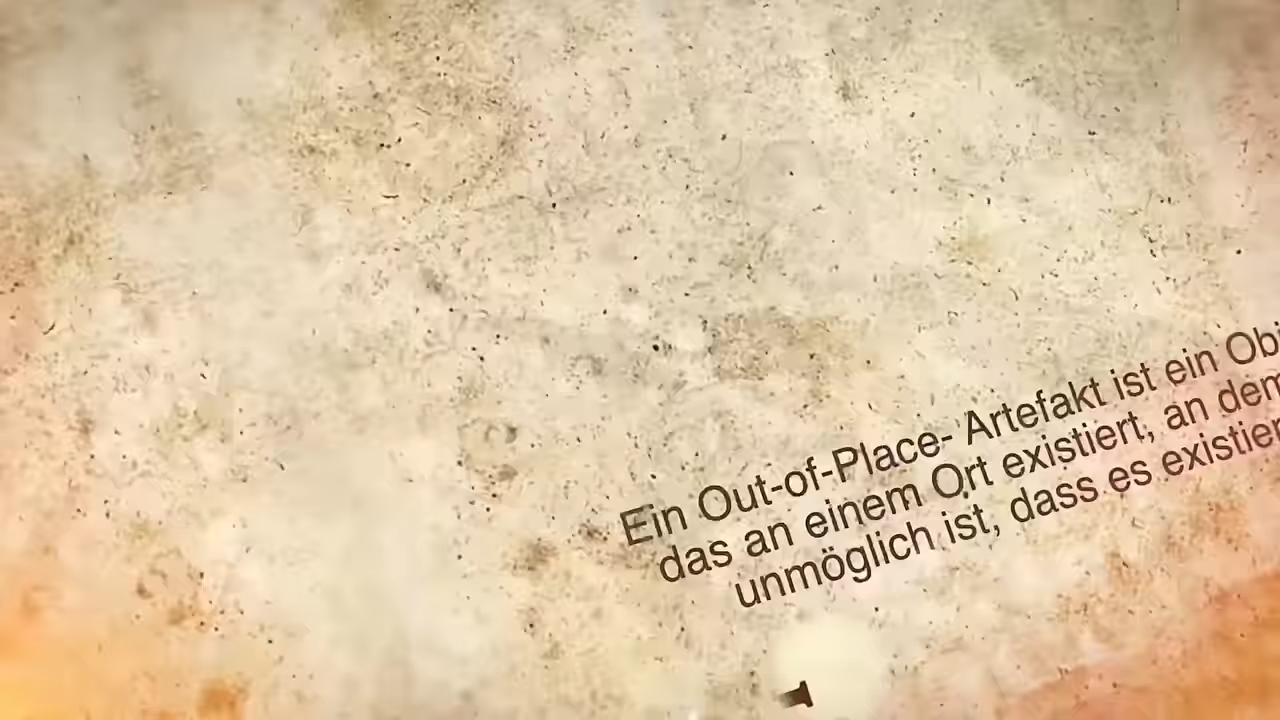 Ein Out-of-Place- Artefakt ist ein
das an einem Ort existiert, an dem
unmöglich ist, dass es